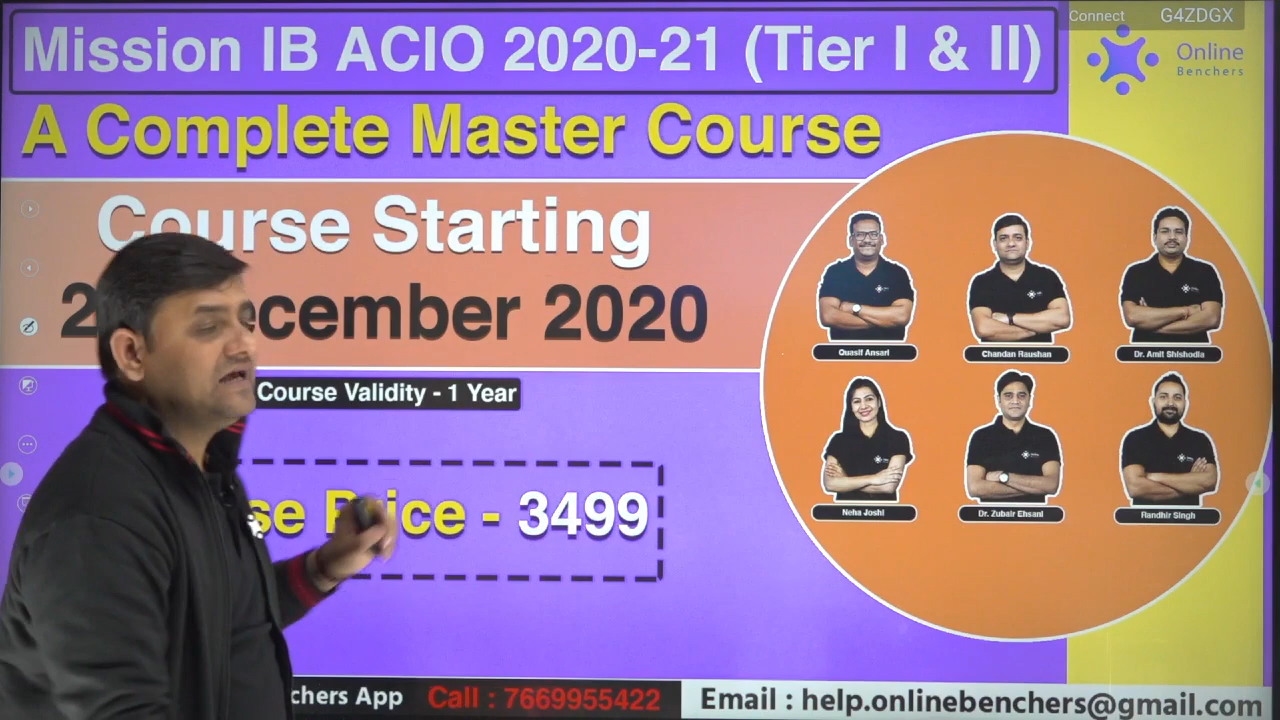 Connect G4ZDGX
Mission IB ACIO 2020-21 (Tier I & II)
Online
Benchers
A Complete Master Course
Course Starting
2 ecember 2020
Course Validity - 1 Year
se Price - 3499
Quasif Ansari
Chandan Raushan
Dr. Amit Shishodia
Neha Joshi
Dr. Zubair Ehsani
Randhir Singh
chers App Call : 7669955422 Email : help.onlinebenchers@gmail.com